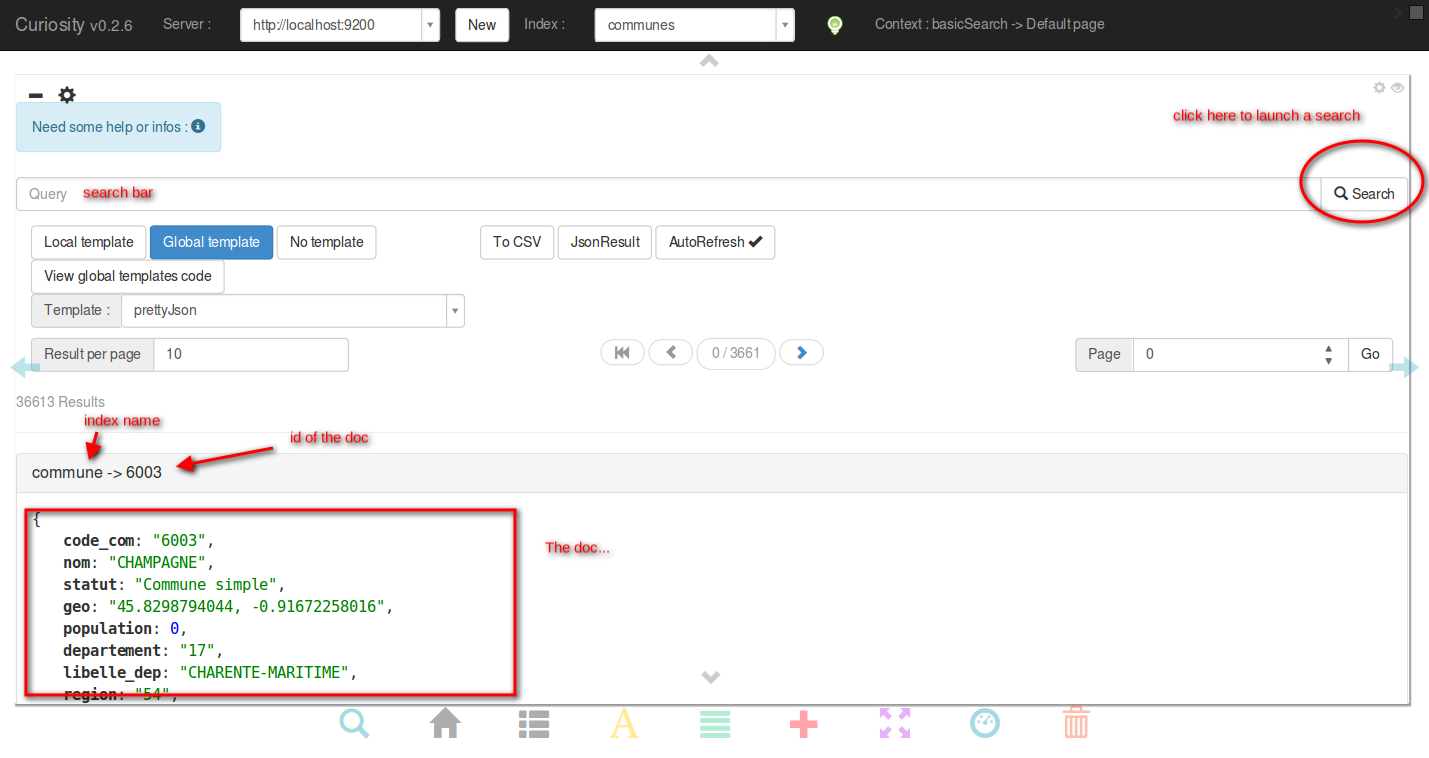 Curiosity v0.2.6 Server : http://localhost:9200 New Index : communes Context : basicSearch -> Default page
Need some help or infos :
click here to launch a search
Query search bar Search
Local template Global template No template To CSV JsonResult AutoRefresh
View global templates code
Template : prettyJson
Result per page 10 0 / 3661 Page 0 Go
36613 Results
index name
id of the doc
commune -> 6003
{
code_com: "6003",
The doc...
nom: "CHAMPAGNE",
statut: "Commune simple",
geo: "45.8298794044, -0.91672258016",
population: 0,
departement: "17",
libelle_dep: "CHARENTE-MARITIME",
region: "54",